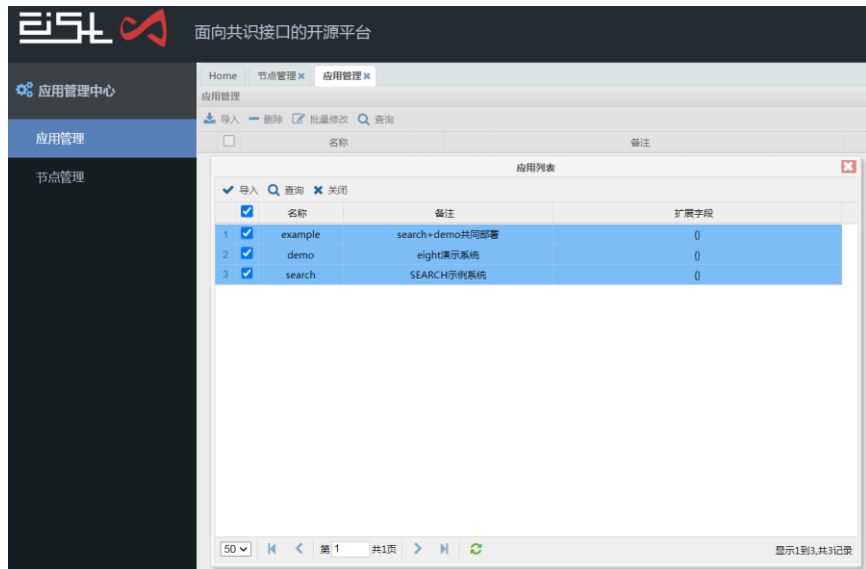 面向共识接口的开源平台
应用管理中心
应用管理
节点管理
Home 节点管理 应用管理
应用管理
导入 删除 批量修改 查询
名称 备注
应用列表
导入 查询 关闭
名称 备注 扩展字段
1 example search+demo共同部署 {}
2 demo eight演示系统 {}
3 search SEARCH示例系统 {}
50 第 1 共1页 显示1到3,共3记录